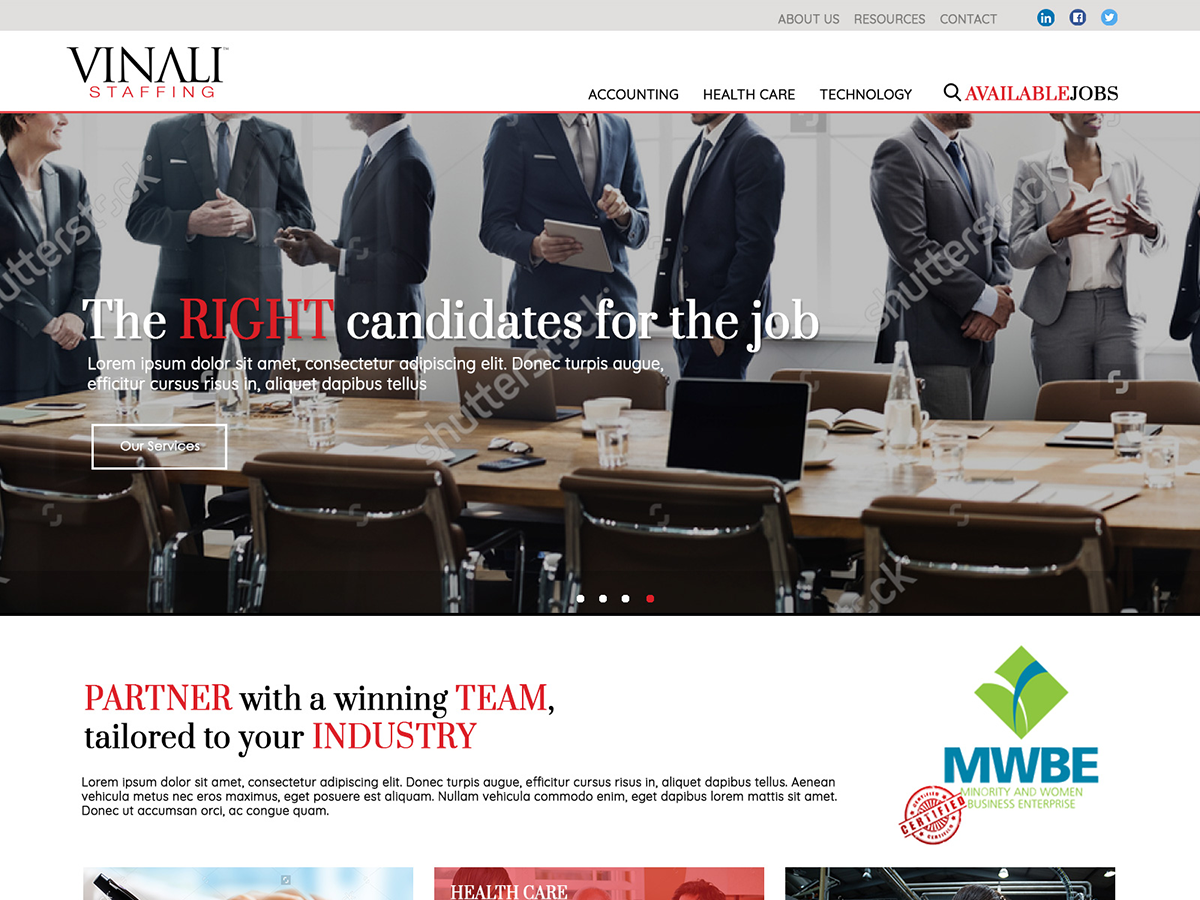 ABOUT US RESOURCES CONTACT
in
VINALI™
STAFFING
ACCOUNTING HEALTH CARE TECHNOLOGY AVAILABLEJOBS
shutterstock
shutterstock
shutterstock
The RIGHT candidates for the job
Lorem ipsum dolor sit amet, consectetur adipiscing elit. Donec turpis augue,
efficitur cursus risus in, aliquet dapibus tellus
Our Services
PARTNER with a winning TEAM,
tailored to your INDUSTRY
Lorem ipsum dolor sit amet, consectetur adipiscing elit. Donec turpis augue, efficitur cursus risus in, aliquet dapibus tellus. Aenean
vehicula metus nec eros maximus, eget posuere est aliquam. Nullam vehicula commodo enim, eget dapibus lorem mattis sit amet.
Donec ut accumsan orci, ac congue quam.
MWBE
MINORITY AND WOMEN
BUSINESS ENTERPRISE
CERTIFIED
CERTIFIED
CERTIFIED
HEALTH CARE